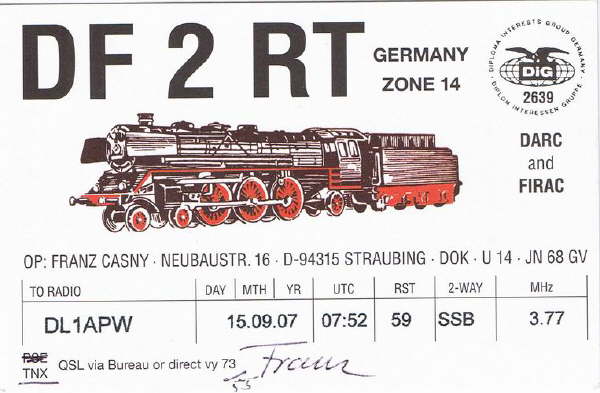 DF 2 RT
GERMANY
ZONE 14
DIPLOMA INTERESTS GROUP GERMANY
DIG
2639
DIPLOM INTERESSEN GRUPPE
DARC
and
FIRAC
OP: FRANZ CASNY · NEUBAUSTR. 16 · D-94315 STRAUBING · DOK · U 14 · JN 68 GV
TO RADIO DAY MTH YR UTC RST 2-WAY MHz
DL1APW 15.09.07 07:52 59 SSB 3.77
PSE
TNX QSL via Bureau or direct vy 73 Franz
55